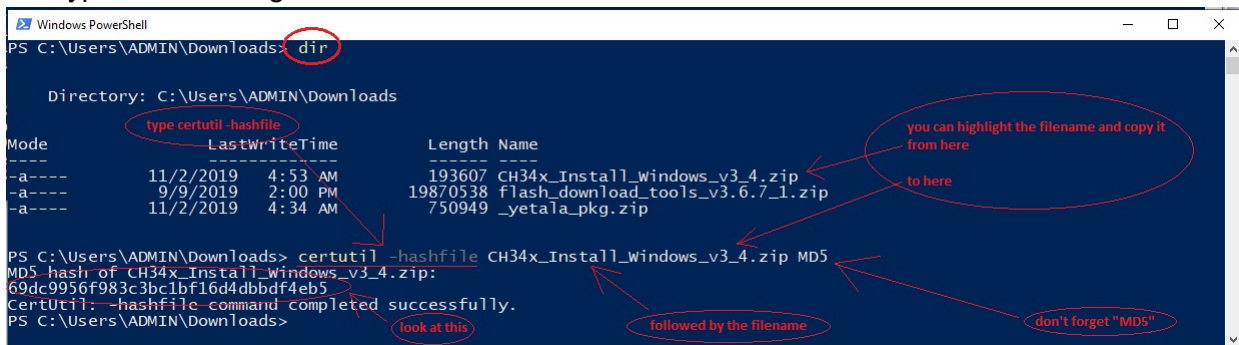 Windows PowerShell
PS C:\Users\ADMIN\Downloads> dir
Directory: C:\Users\ADMIN\Downloads
type certutil -hashfile
you can highlight the filename and copy it
from here
to here
Mode LastWriteTime Length Name
---- ------------- ------ ----
-a---- 11/2/2019 4:53 AM 193607 CH34x_Install_Windows_v3_4.zip
-a---- 9/9/2019 2:00 PM 19870538 flash_download_tools_v3.6.7_1.zip
-a---- 11/2/2019 4:34 AM 750949 _yetala_pkg.zip
PS C:\Users\ADMIN\Downloads> certutil -hashfile CH34x_Install_Windows_v3_4.zip MD5
MD5 hash of CH34x_Install_Windows_v3_4.zip:
69dc9956f983c3bc1bf16d4dbbdf4eb5
CertUtil: -hashfile command completed successfully.
PS C:\Users\ADMIN\Downloads>
look at this
followed by the filename
don't forget "MD5"